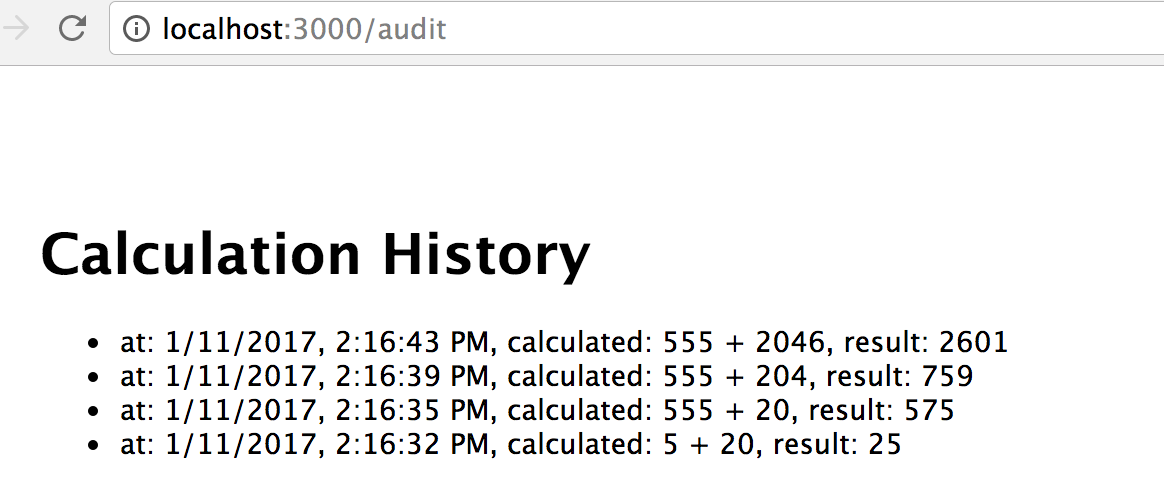 localhost:3000/audit
Calculation History
• at: 1/11/2017, 2:16:43 PM, calculated: 555 + 2046, result: 2601
• at: 1/11/2017, 2:16:39 PM, calculated: 555 + 204, result: 759
• at: 1/11/2017, 2:16:35 PM, calculated: 555 + 20, result: 575
• at: 1/11/2017, 2:16:32 PM, calculated: 5 + 20, result: 25